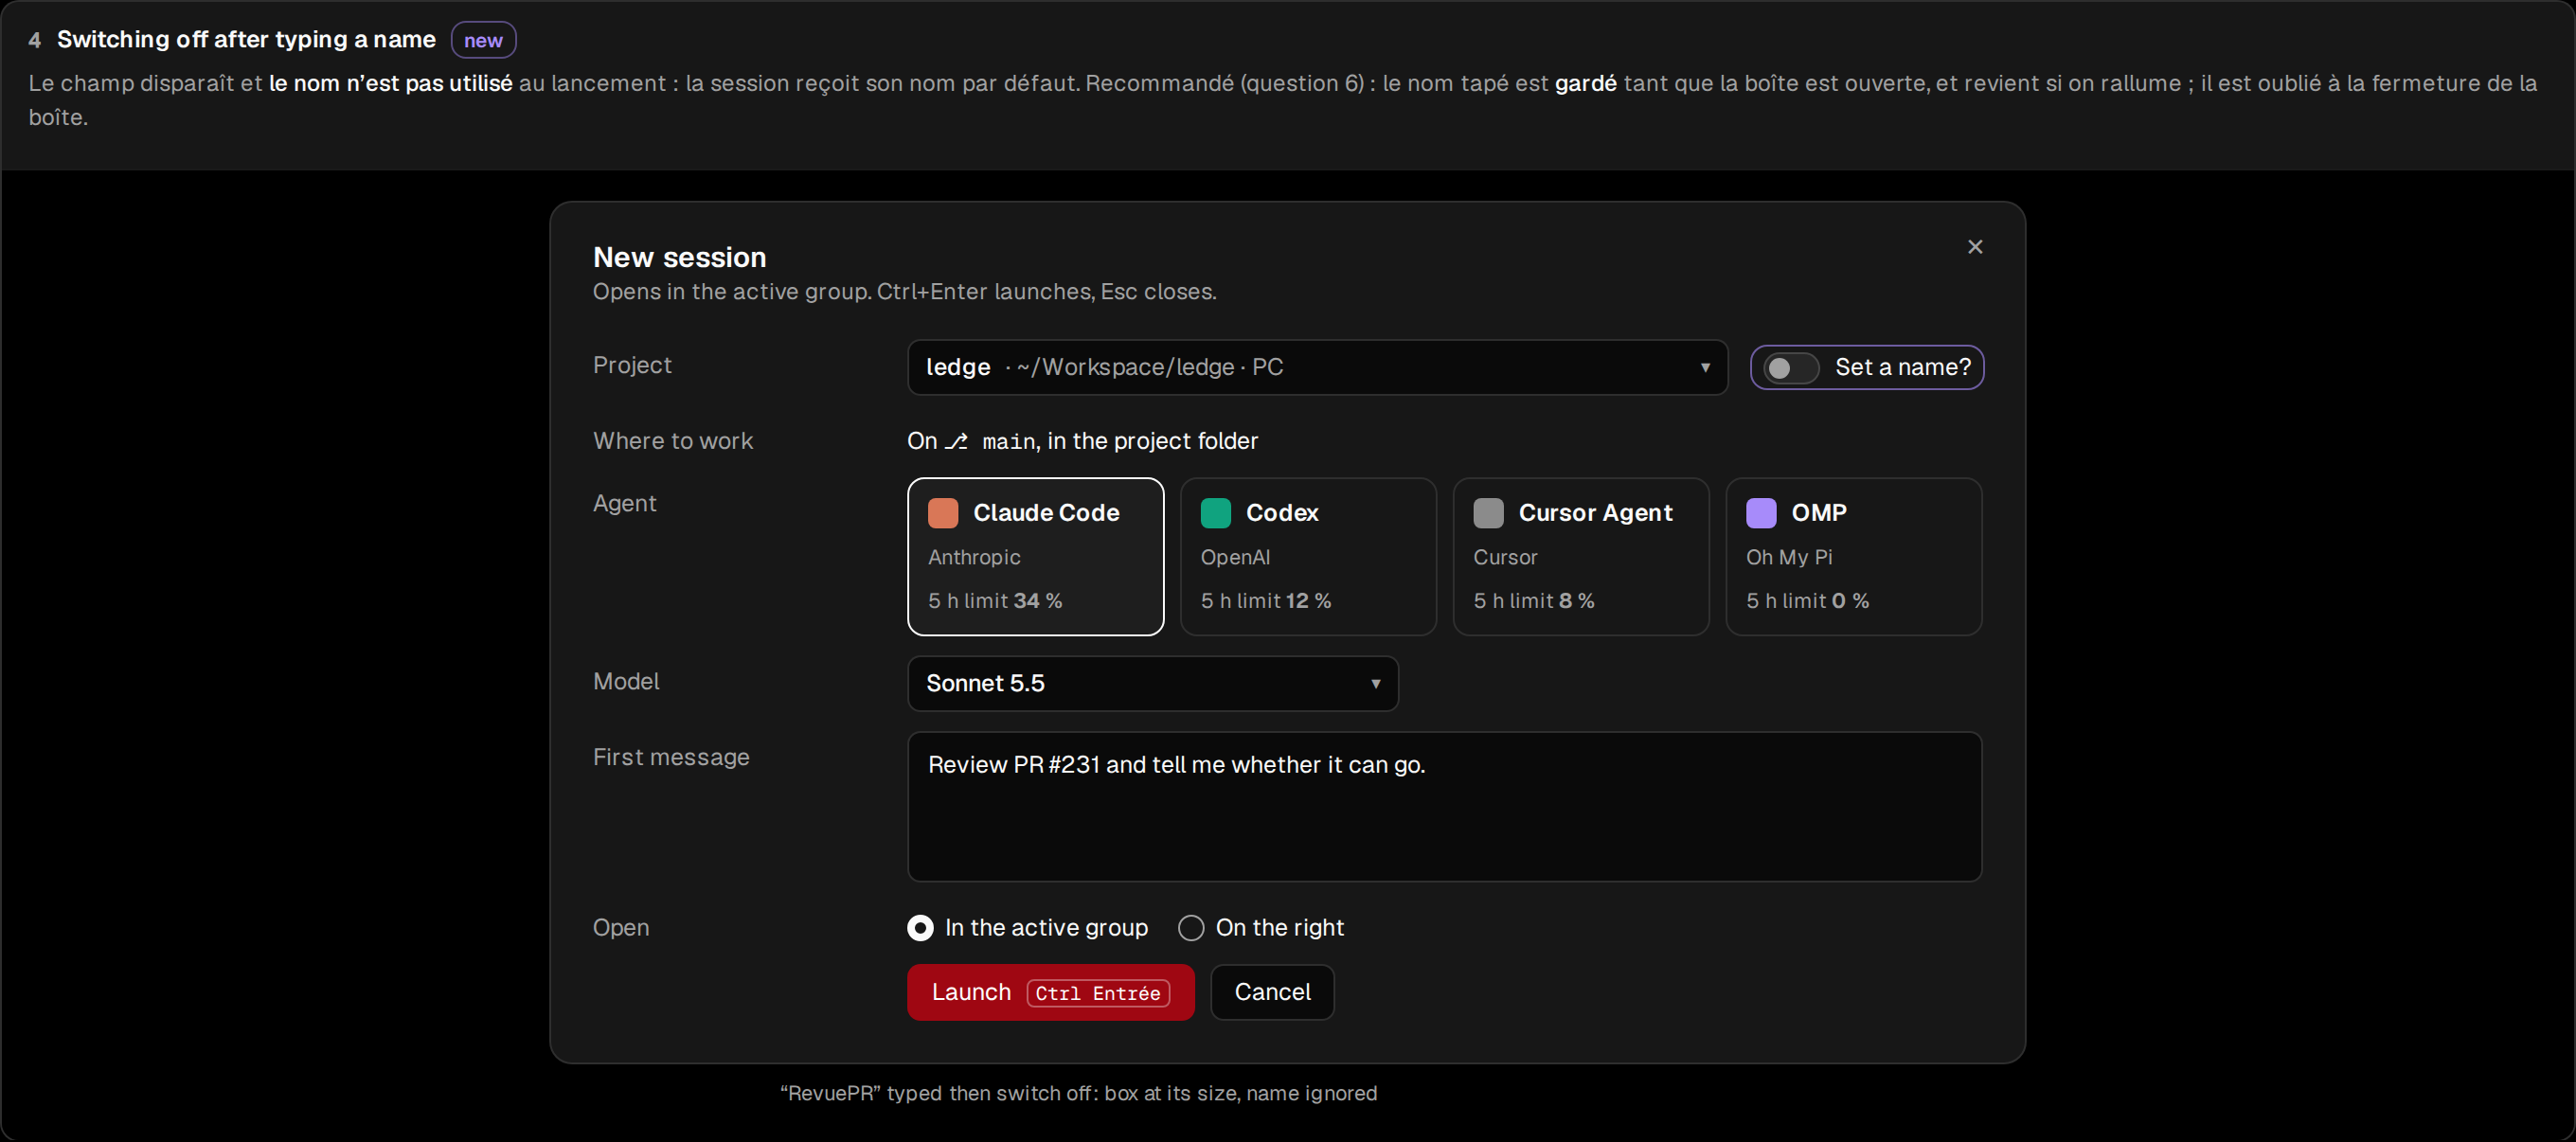 4 Switching off after typing a name new
Le champ disparaît et le nom n’est pas utilisé au lancement : la session reçoit son nom par défaut. Recommandé (question 6) : le nom tapé est gardé tant que la boîte est ouverte, et revient si on rallume ; il est oublié à la fermeture de la
boîte.
New session ×
Opens in the active group. Ctrl+Enter launches, Esc closes.
Project ledge · ~/Workspace/ledge · PC ▾ Set a name?
Where to work On ⎇ main, in the project folder
Agent
Claude Code Codex Cursor Agent OMP
Anthropic OpenAI Cursor Oh My Pi
5 h limit 34 % 5 h limit 12 % 5 h limit 8 % 5 h limit 0 %
Model Sonnet 5.5 ▾
First message Review PR #231 and tell me whether it can go.
Open In the active group On the right
Launch Ctrl Entrée Cancel
“RevuePR” typed then switch off: box at its size, name ignored